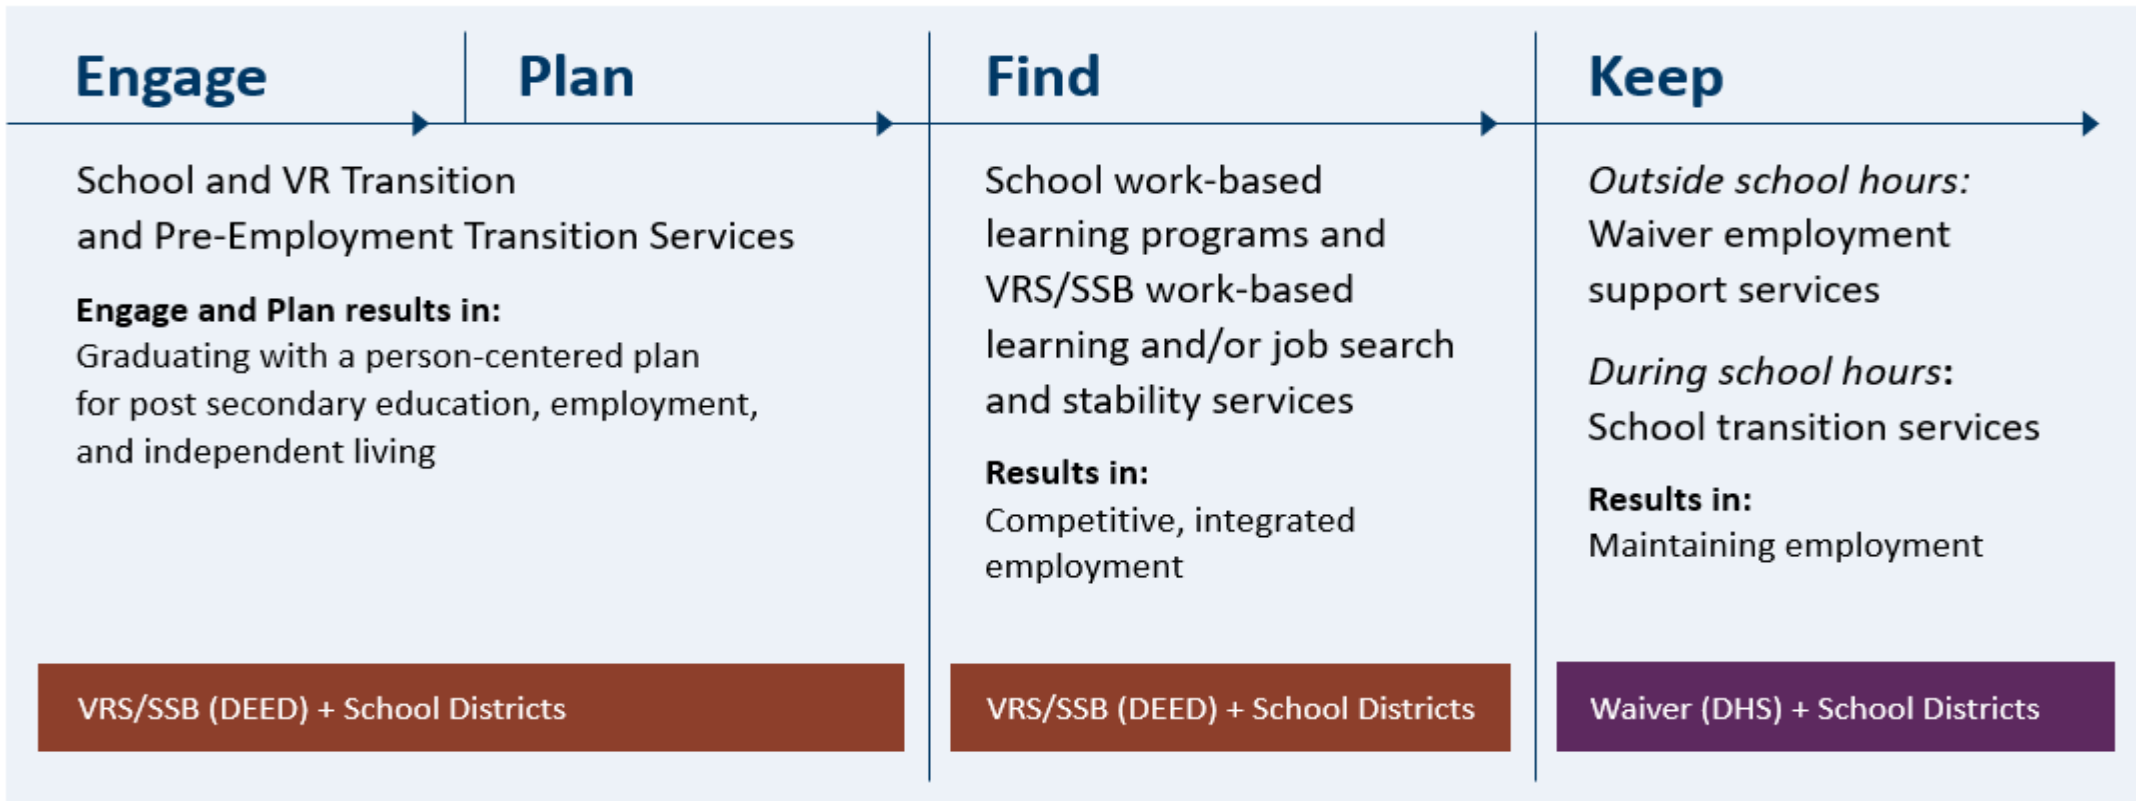 Engage
Plan
Find
Keep
School and VR Transition
and Pre-Employment Transition Services
Engage and Plan results in:
Graduating with a person-centered plan
for post secondary education, employment,
and independent living
VRS/SSB (DEED) + School Districts
School work-based
learning programs and
VRS/SSB work-based
learning and/or job search
and stability services
Results in:
Competitive, integrated
employment
VRS/SSB (DEED) + School Districts
Outside school hours:
Waiver employment
support services
During school hours:
School transition services
Results in:
Maintaining employment
Waiver (DHS) + School Districts